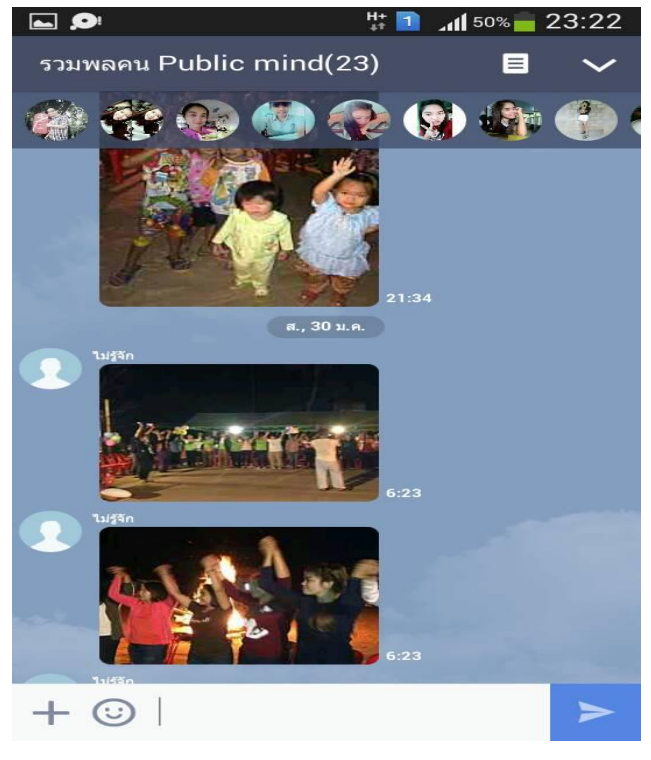 H+ 1 50% 23:22
รวมพลคน Public mind(23)
21:34
ส., 30 ม.ค.
ไม่รู้จัก
6:23
ไม่รู้จัก
6:23
ไม่รู้จัก